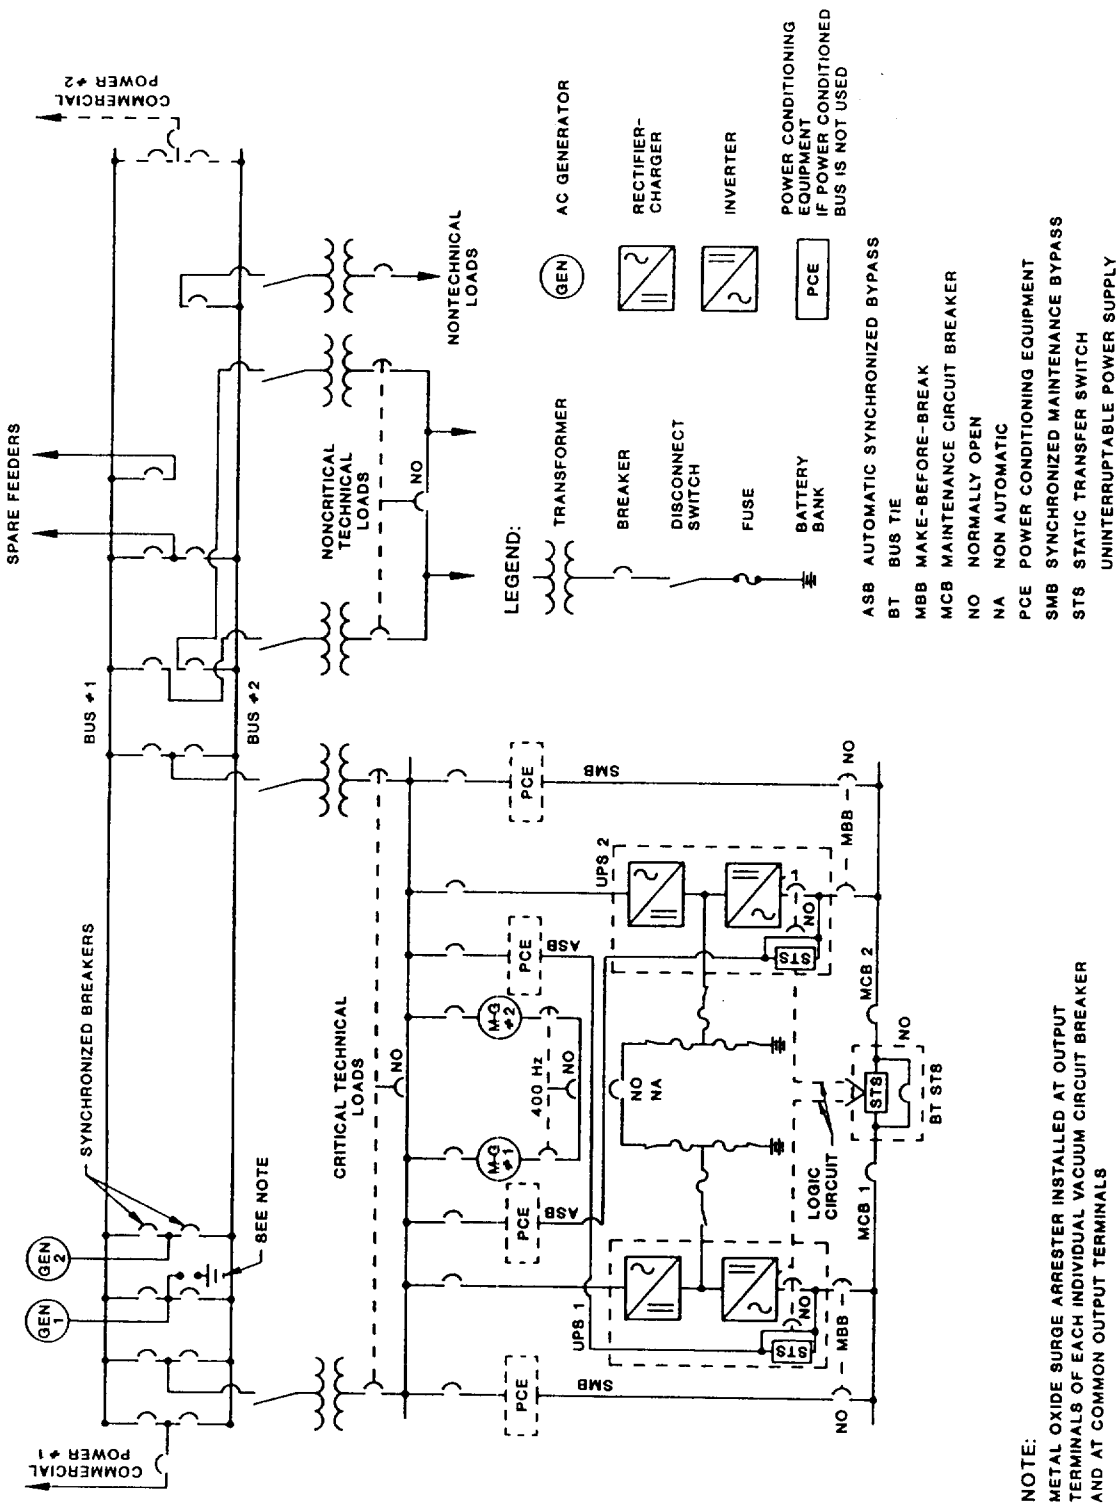 COMMERCIAL
POWER #1
GEN
1
GEN
2
SYNCHRONIZED BREAKERS
SEE NOTE
BUS #1
BUS #2
SPARE FEEDERS
COMMERCIAL
POWER #2
CRITICAL TECHNICAL
LOADS
NO
NONCRITICAL
TECHNICAL
LOADS
NO
NONTECHNICAL
LOADS
PCE
SMB
PCE
ASB
M-G
#1
400 Hz
NO
M-G
#2
PCE
ASB
PCE
SMB
UPS 1
STS
NO
NO
MBB
NO
NA
UPS 2
STS
NO
MBB
NO
LOGIC
CIRCUIT
MCB 1
STS
NO
BT STS
MCB 2
LEGEND:
TRANSFORMER
BREAKER
DISCONNECT
SWITCH
FUSE
BATTERY
BANK
GEN
AC GENERATOR
RECTIFIER-
CHARGER
INVERTER
PCE
POWER CONDITIONING
EQUIPMENT
IF POWER CONDITIONED
BUS IS NOT USED
ASB AUTOMATIC SYNCHRONIZED BYPASS
BT BUS TIE
MBB MAKE-BEFORE-BREAK
MCB MAINTENANCE CIRCUIT BREAKER
NO NORMALLY OPEN
NA NON AUTOMATIC
PCE POWER CONDITIONING EQUIPMENT
SMB SYNCHRONIZED MAINTENANCE BYPASS
STS STATIC TRANSFER SWITCH
UNINTERRUPTABLE POWER SUPPLY
NOTE:
METAL OXIDE SURGE ARRESTER INSTALLED AT OUTPUT
TERMINALS OF EACH INDIVIDUAL VACUUM CIRCUIT BREAKER
AND AT COMMON OUTPUT TERMINALS